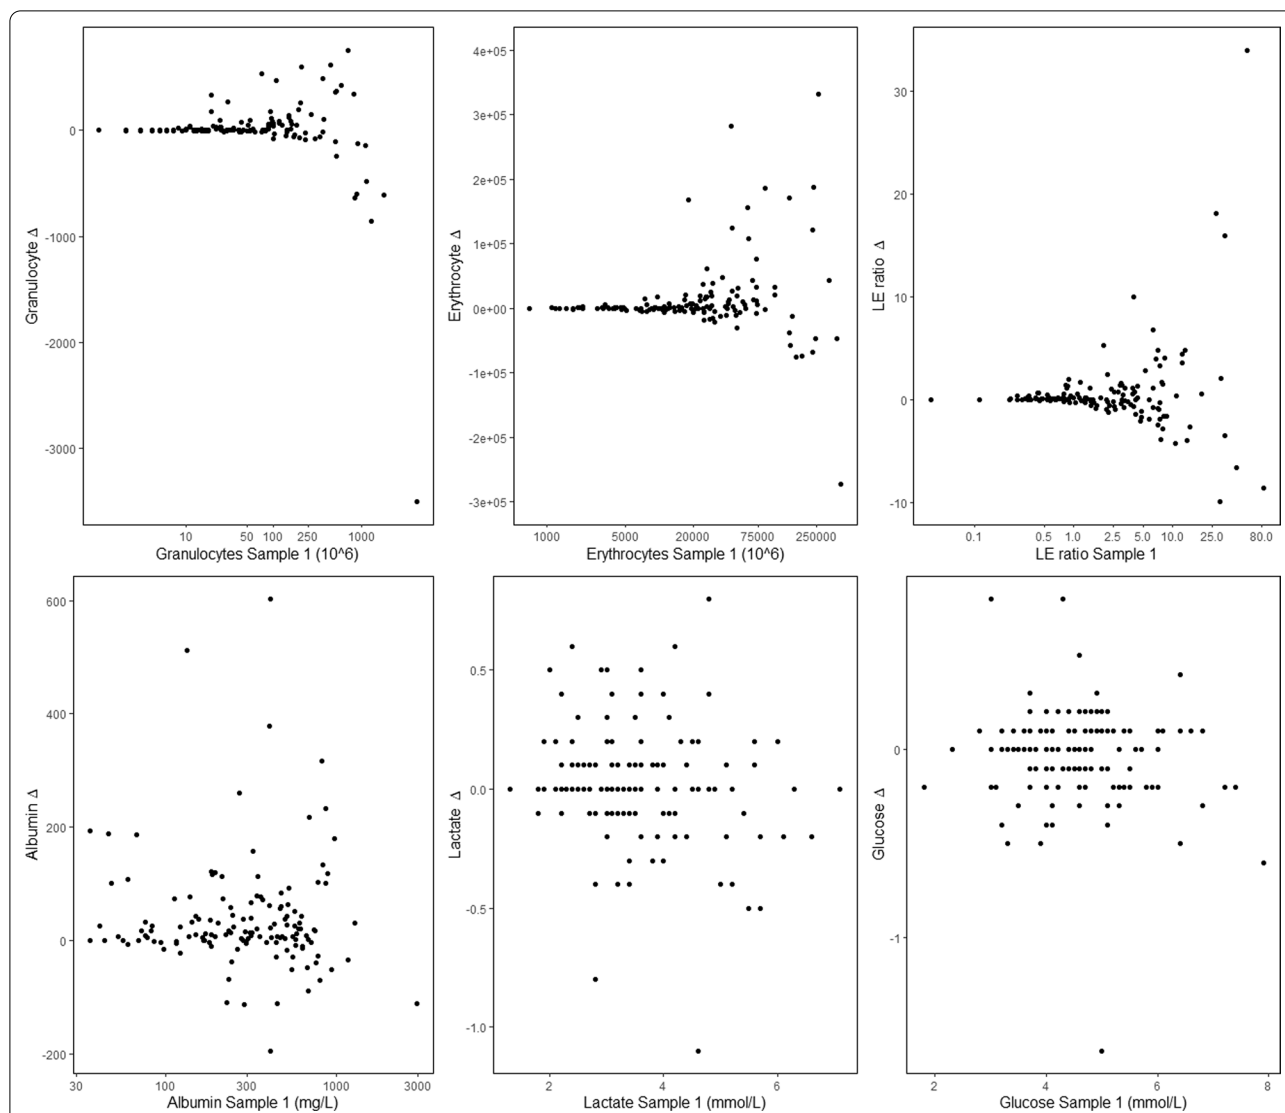 0
-1000
-2000
-3000
Granulocyte Δ
10 50 100 250 1000
Granulocytes Sample 1 (10^6)
4e+05
3e+05
2e+05
1e+05
0e+00
-1e+05
-2e+05
-3e+05
Erythrocyte Δ
1000 5000 20000 75000 250000
Erythrocytes Sample 1 (10^6)
30
20
10
0
-10
LE ratio Δ
0.1 0.5 1.0 2.5 5.0 10.0 25.0 80.0
LE ratio Sample 1
600
400
200
0
-200
Albumin Δ
30 100 300 1000 3000
Albumin Sample 1 (mg/L)
0.5
0.0
-0.5
-1.0
Lactate Δ
2 4 6
Lactate Sample 1 (mmol/L)
0
-1
Glucose Δ
2 4 6 8
Glucose Sample 1 (mmol/L)